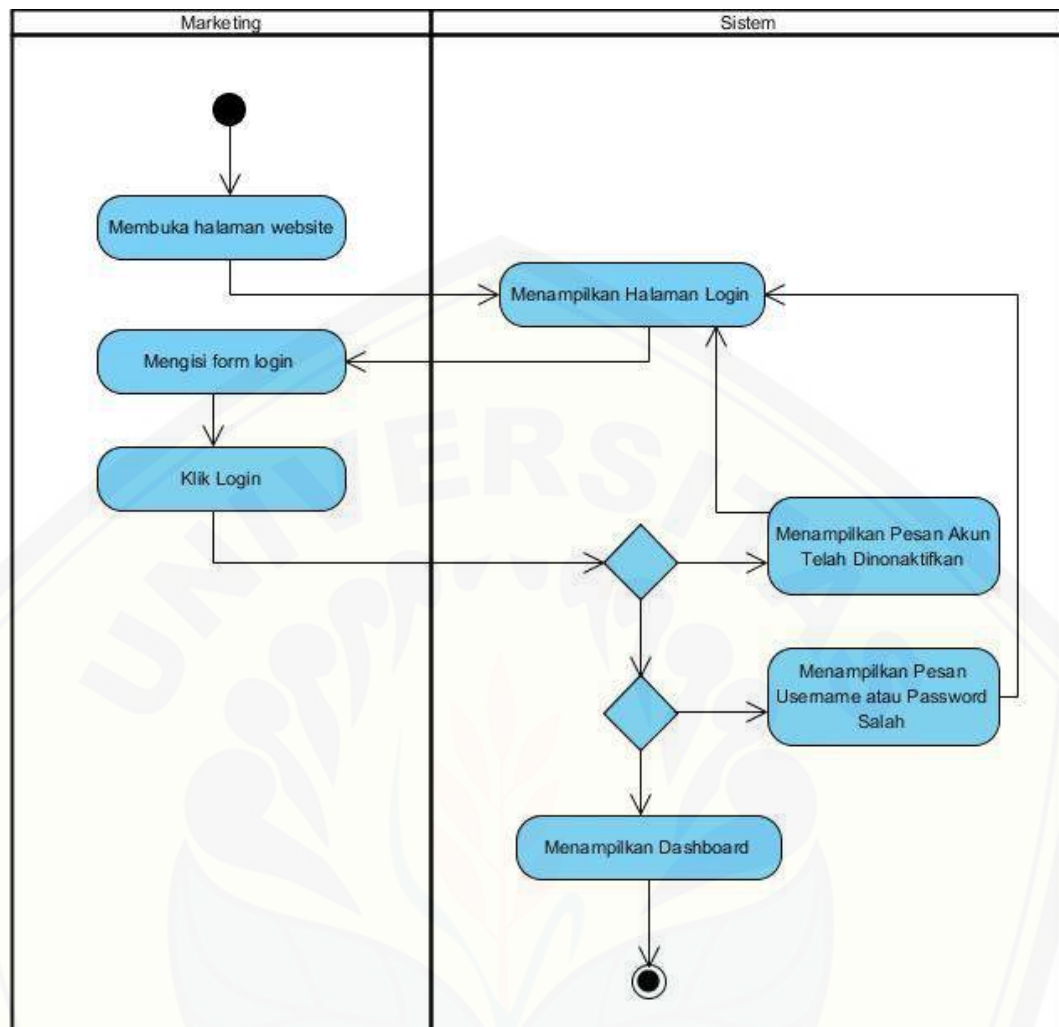 Marketing
Sistem
Membuka halaman website
Menampilkan Halaman Login
Mengisi form login
Klik Login
Menampilkan Pesan Akun
Telah Dinonaktifkan
Menampilkan Pesan
Username atau Password
Salah
Menampilkan Dashboard
UNIVERSITAS